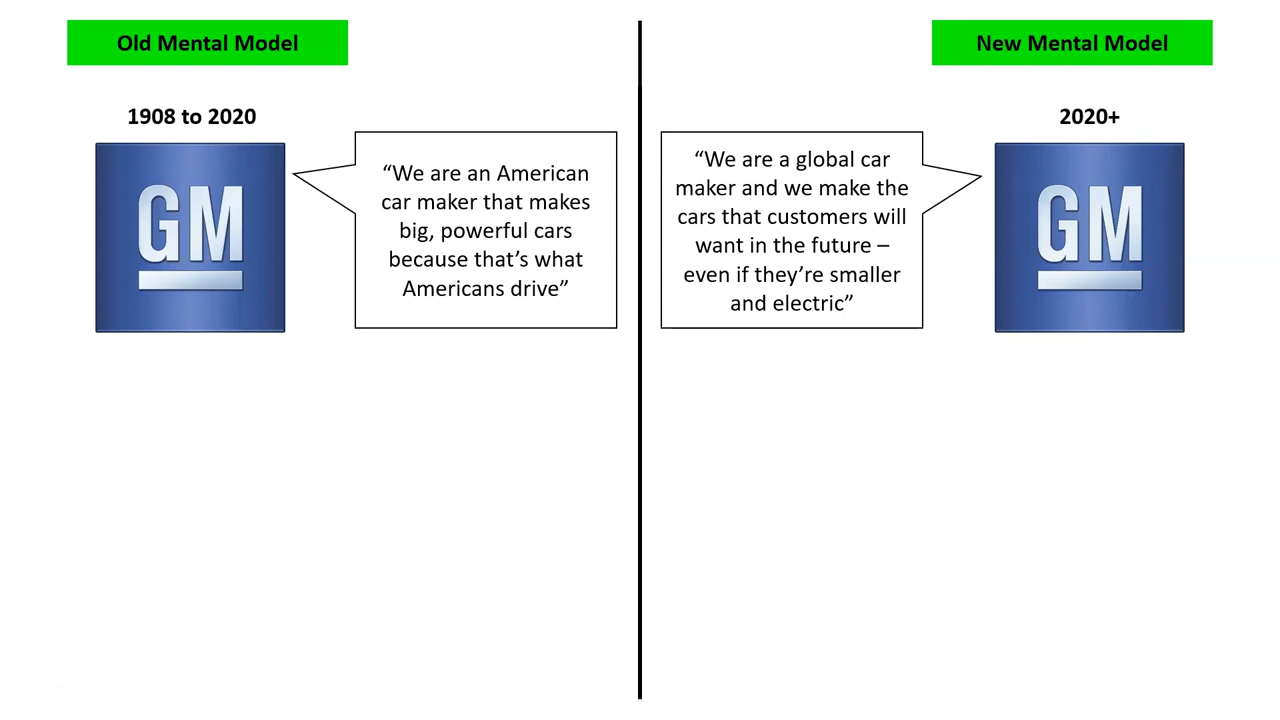 Old Mental Model
1908 to 2020
GM
“We are an American
car maker that makes
big, powerful cars
because that’s what
Americans drive”
New Mental Model
2020+
“We are a global car
maker and we make the
cars that customers will
want in the future –
even if they’re smaller
and electric”
GM